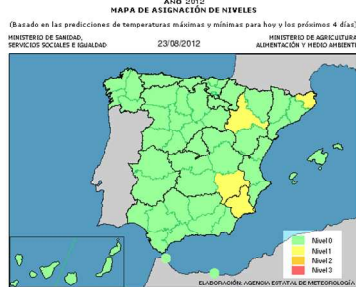 AÑO 2012
MAPA DE ASIGNACIÓN DE NIVELES
(Basado en las predicciones de temperaturas máximas y mínimas para hoy y los próximos 4 días)
MINISTERIO DE SANIDAD,
SERVICIOS SOCIALES E IGUALDAD
23/08/2012
MINISTERIO DE AGRICULTURA
ALIMENTACIÓN Y MEDIO AMBIENTE
Nivel 0
Nivel 1
Nivel 2
Nivel 3
ELABORACIÓN: AGENCIA ESTATAL DE METEOROLOGÍA